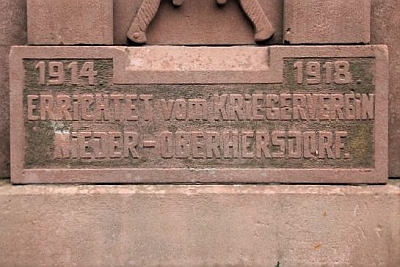 1914 1918
ERRICHTET vom KRIEGERVEREIN
NIEDER-OBERHERSDORF.